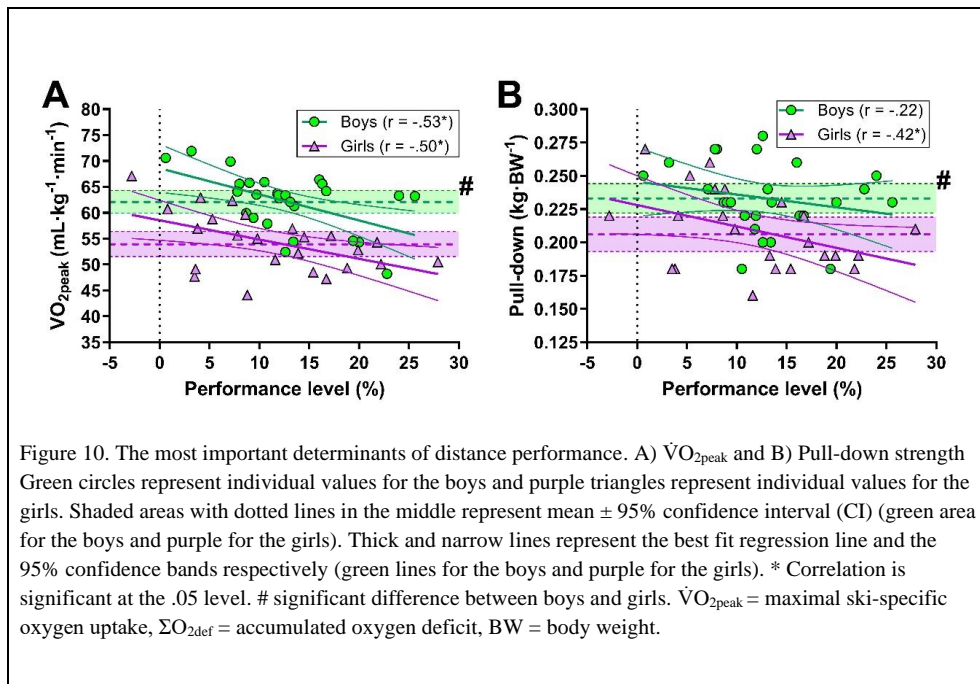 A
80
75
70
65
60
55
50
45
40
35
VO2peak (mL·kg-1·min-1)
-5 0 5 10 15 20 25 30
Performance level (%)
Boys (r = -.53*)
Girls (r = -.50*)
#
B
0.300
0.275
0.250
0.225
0.200
0.175
0.150
0.125
Pull-down (kg·BW-1)
-5 0 5 10 15 20 25 30
Performance level (%)
Boys (r = -.22)
Girls (r = -.42*)
#
Figure 10. The most important determinants of distance performance. A) V̇O2peak and B) Pull-down strength
Green circles represent individual values for the boys and purple triangles represent individual values for the
girls. Shaded areas with dotted lines in the middle represent mean ± 95% confidence interval (CI) (green area
for the boys and purple for the girls). Thick and narrow lines represent the best fit regression line and the
95% confidence bands respectively (green lines for the boys and purple for the girls). * Correlation is
significant at the .05 level. # significant difference between boys and girls. V̇O2peak = maximal ski-specific
oxygen uptake, ΣO2def = accumulated oxygen deficit, BW = body weight.